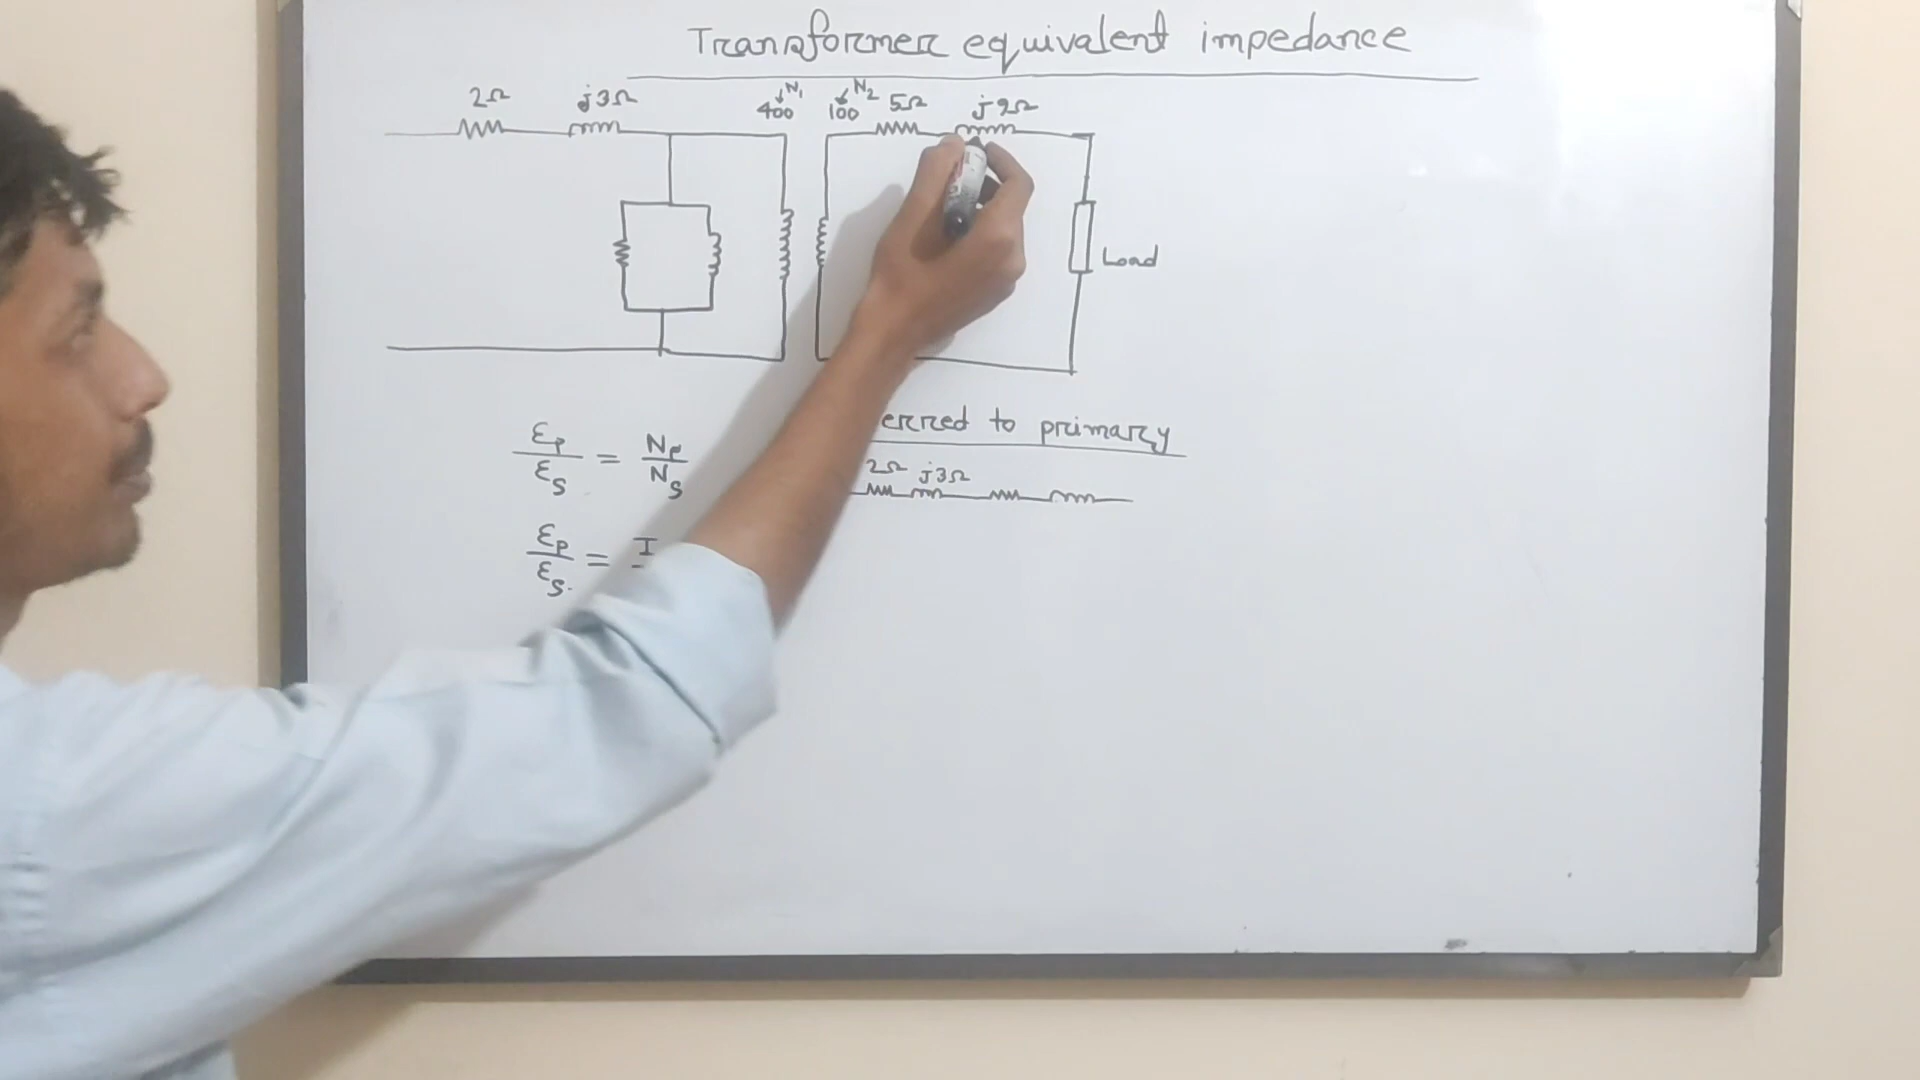 Transformer equivalent impedance
2Ω j3Ω 400 N1 100 N2 5Ω j9Ω
Load
erred to primary
2Ω j3Ω
Ep/Es = Np/Ns
Ep/Es. = I